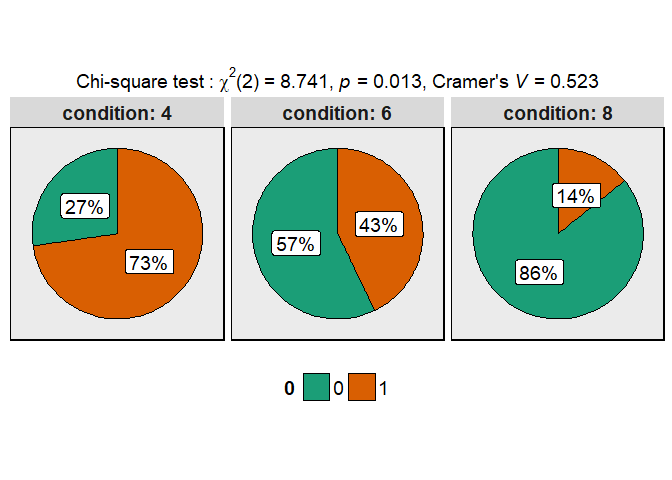 Chi-square test : χ²(2) = 8.741, p = 0.013, Cramer's V = 0.523
condition: 4 condition: 6 condition: 8
27% 73% 57% 43% 14% 86%
0 0 1